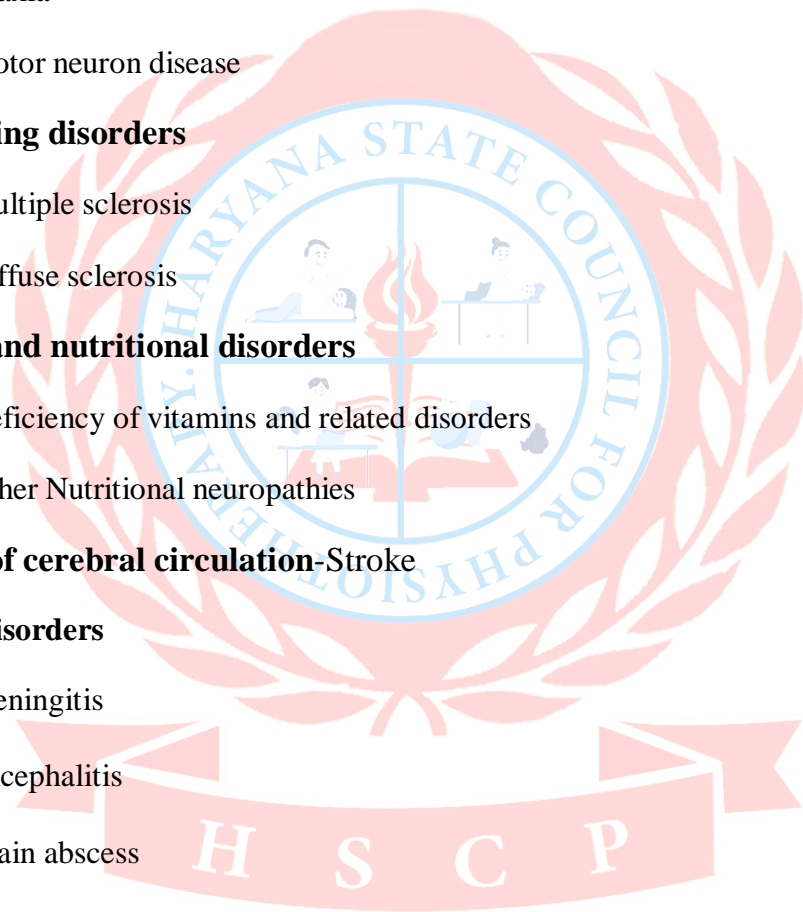 otor neuron disease
ing disorders
ultiple sclerosis
ffuse sclerosis
and nutritional disorders
eficiency of vitamins and related disorders
her Nutritional neuropathies
of cerebral circulation-Stroke
isorders
eningitis
cephalitis
ain abscess
HARYANA STATE COUNCIL FOR PHYSIOTHERAPY.
H S C P